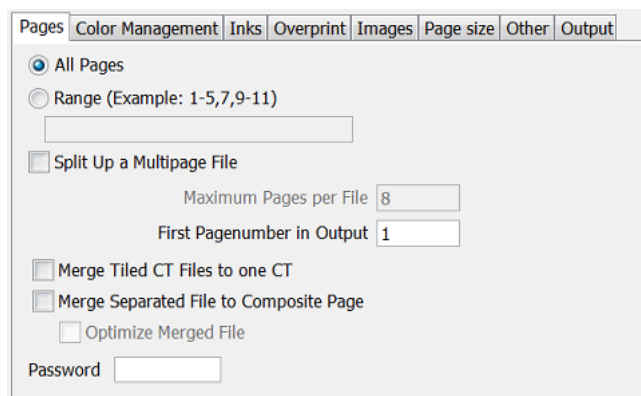 Pages Color Management Inks Overprint Images Page size Other Output
All Pages
Range (Example: 1-5,7,9-11)
Split Up a Multipage File
Maximum Pages per File 8
First Pagenumber in Output 1
Merge Tiled CT Files to one CT
Merge Separated File to Composite Page
Optimize Merged File
Password